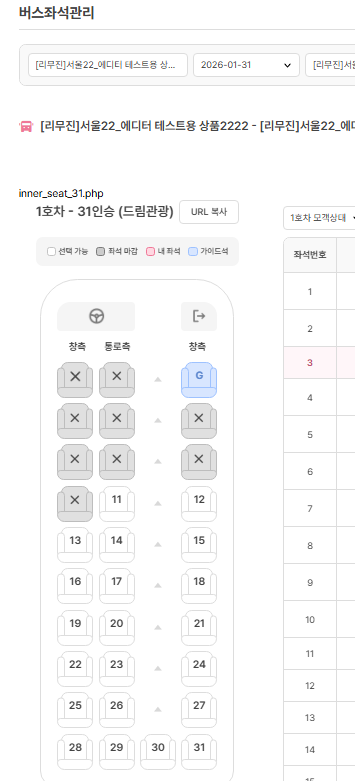 버스좌석관리
[리무진]서울22_에디터 테스트용 상... 2026-01-31 [리무진]서울
[리무진]서울22_에디터 테스트용 상품2222 - [리무진]서울22_에디
inner_seat_31.php
1호차 - 31인승 (드림관광) URL 복사
선택 가능 좌석 마감 내 좌석 가이드석
창측 통로측 창측
G
11 12
13 14 15
16 17 18
19 20 21
22 23 24
25 26 27
28 29 30 31
1호차 모객상태
좌석번호
1
2
3
4
5
6
7
8
9
10
11
12
13
14
15